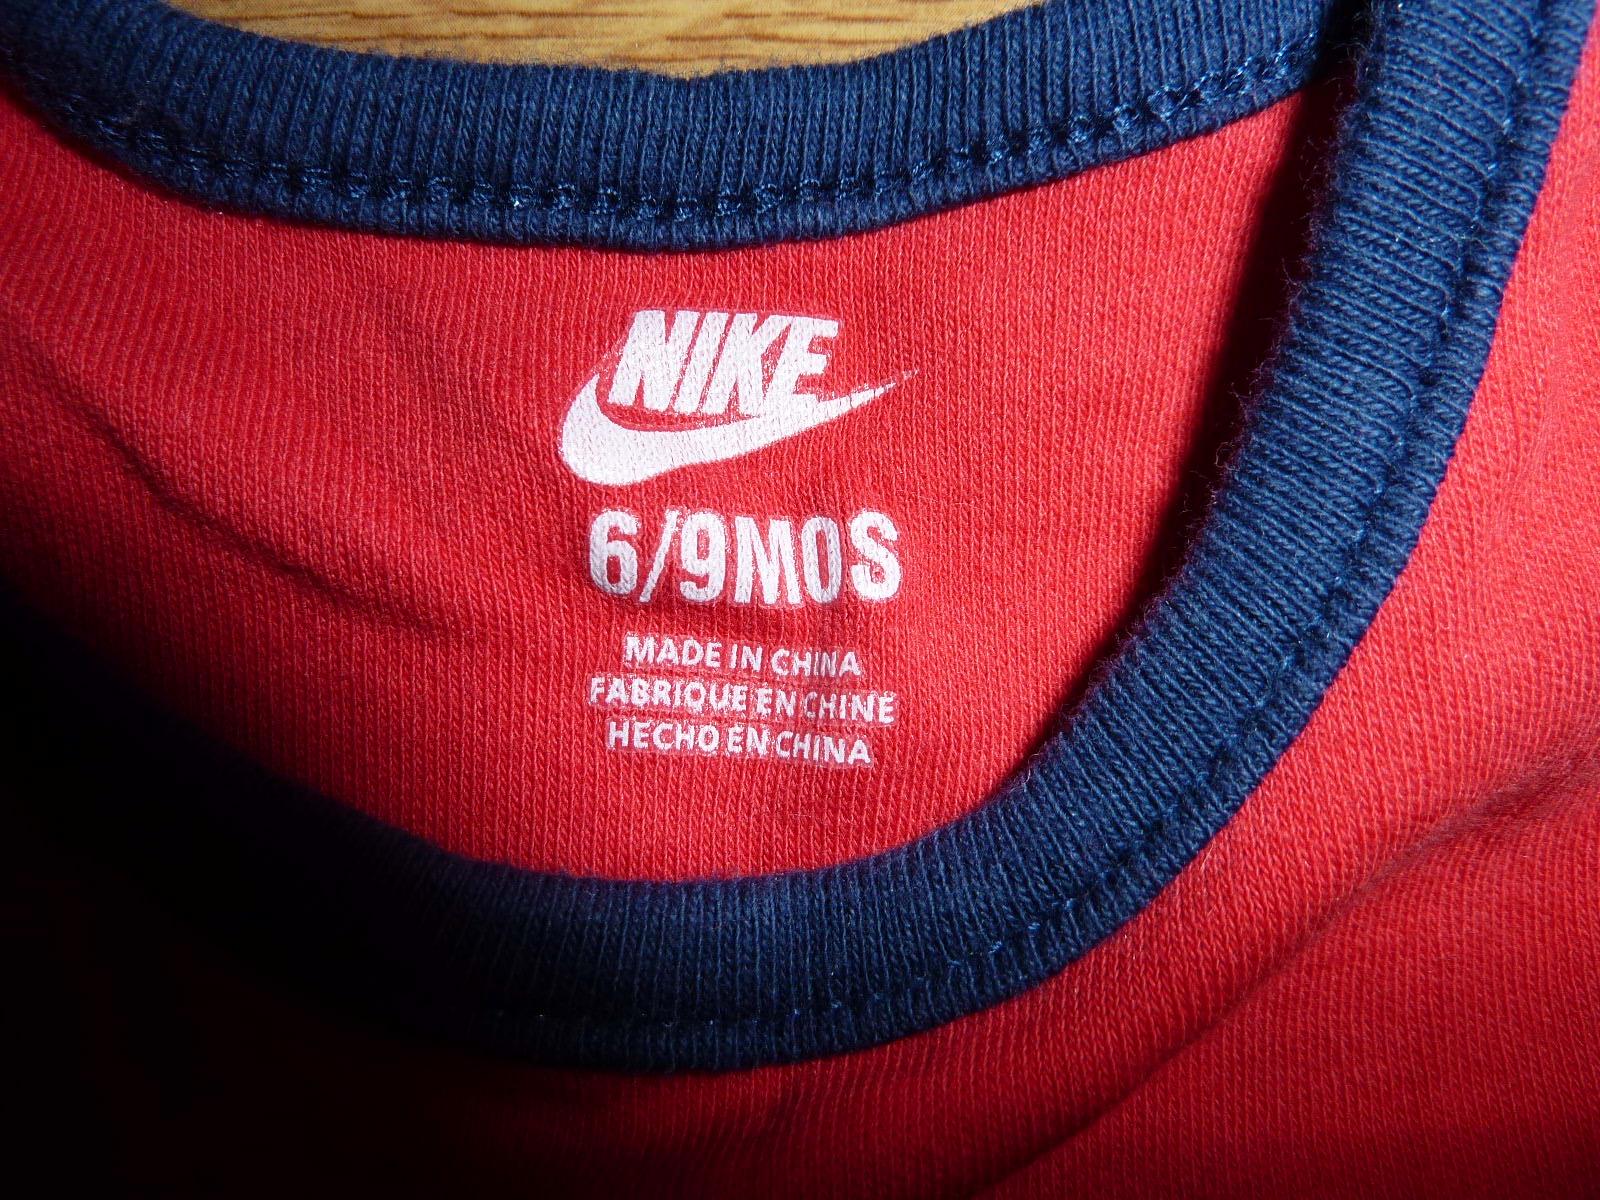 NIKE
6/9MOS
MADE IN CHINA
FABRIQUE EN CHINE
HECHO EN CHINA